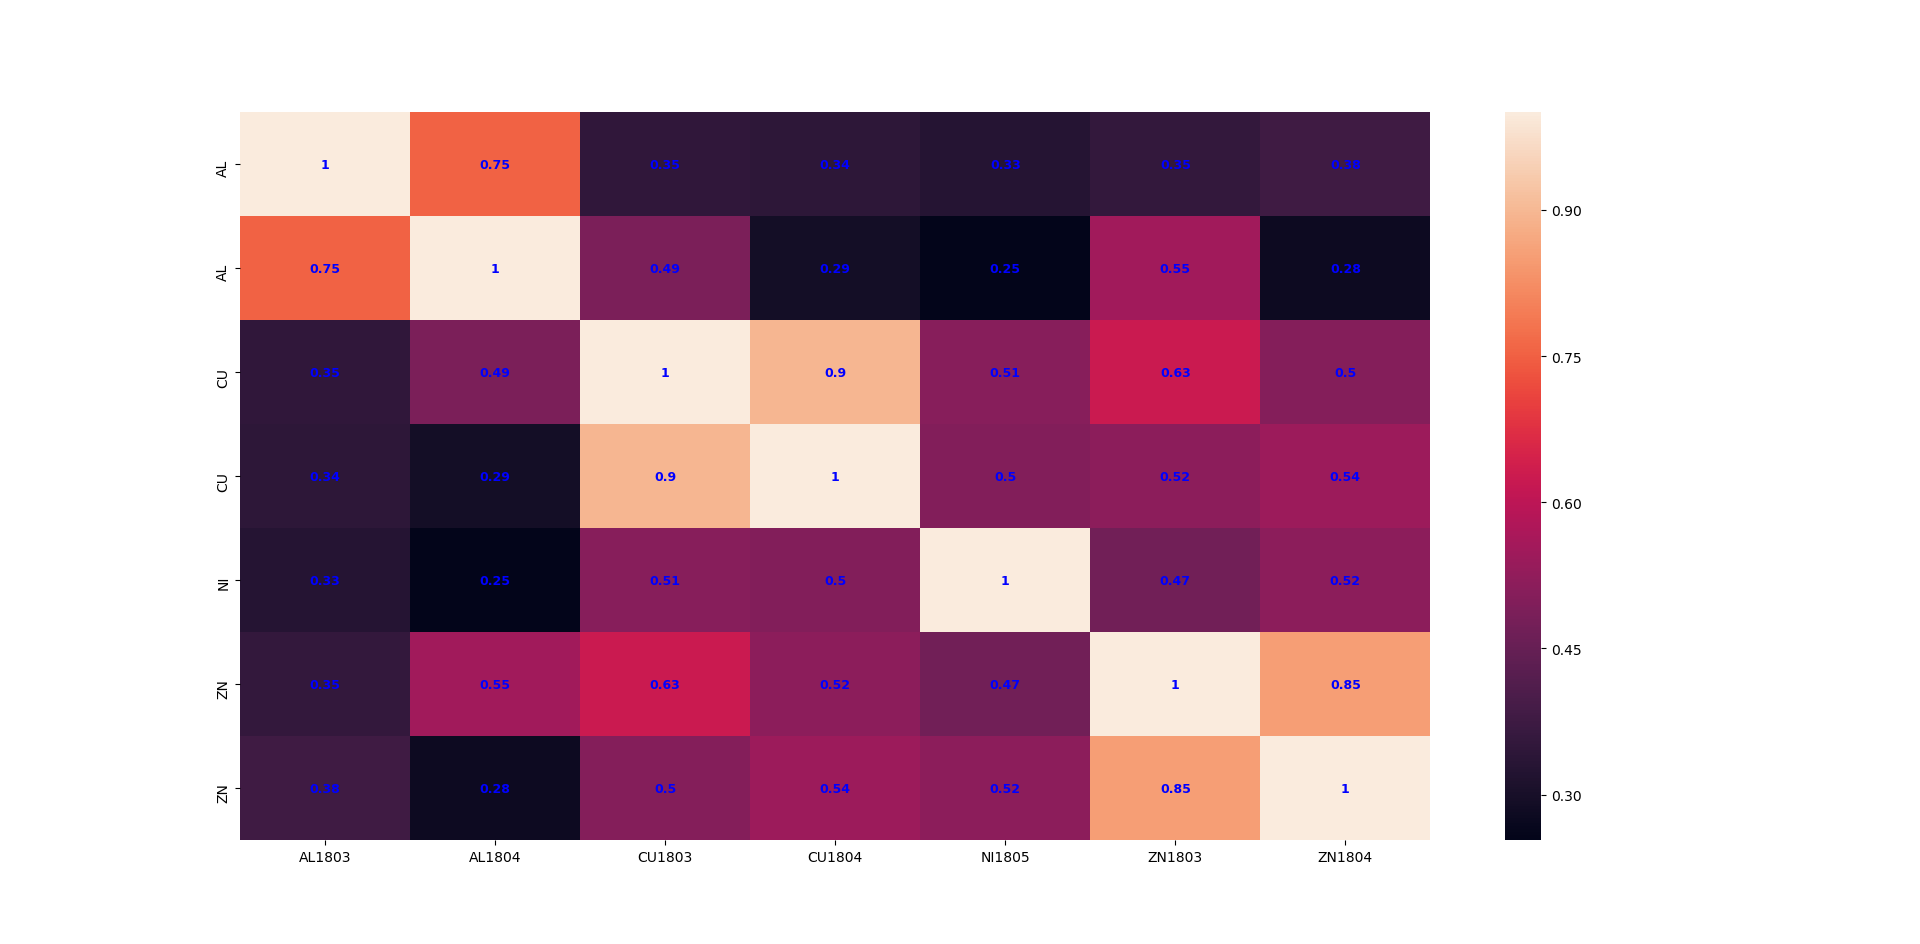 AL 1 0.75 0.35 0.34 0.33 0.35 0.38
0.90
AL 0.75 1 0.49 0.29 0.25 0.55 0.28
0.75
CU 0.35 0.49 1 0.9 0.51 0.63 0.5
CU 0.34 0.29 0.9 1 0.5 0.52 0.54
0.60
NI 0.33 0.25 0.51 0.5 1 0.47 0.52
0.45
ZN 0.35 0.55 0.63 0.52 0.47 1 0.85
ZN 0.38 0.28 0.5 0.54 0.52 0.85 1
0.30
AL1803 AL1804 CU1803 CU1804 NI1805 ZN1803 ZN1804